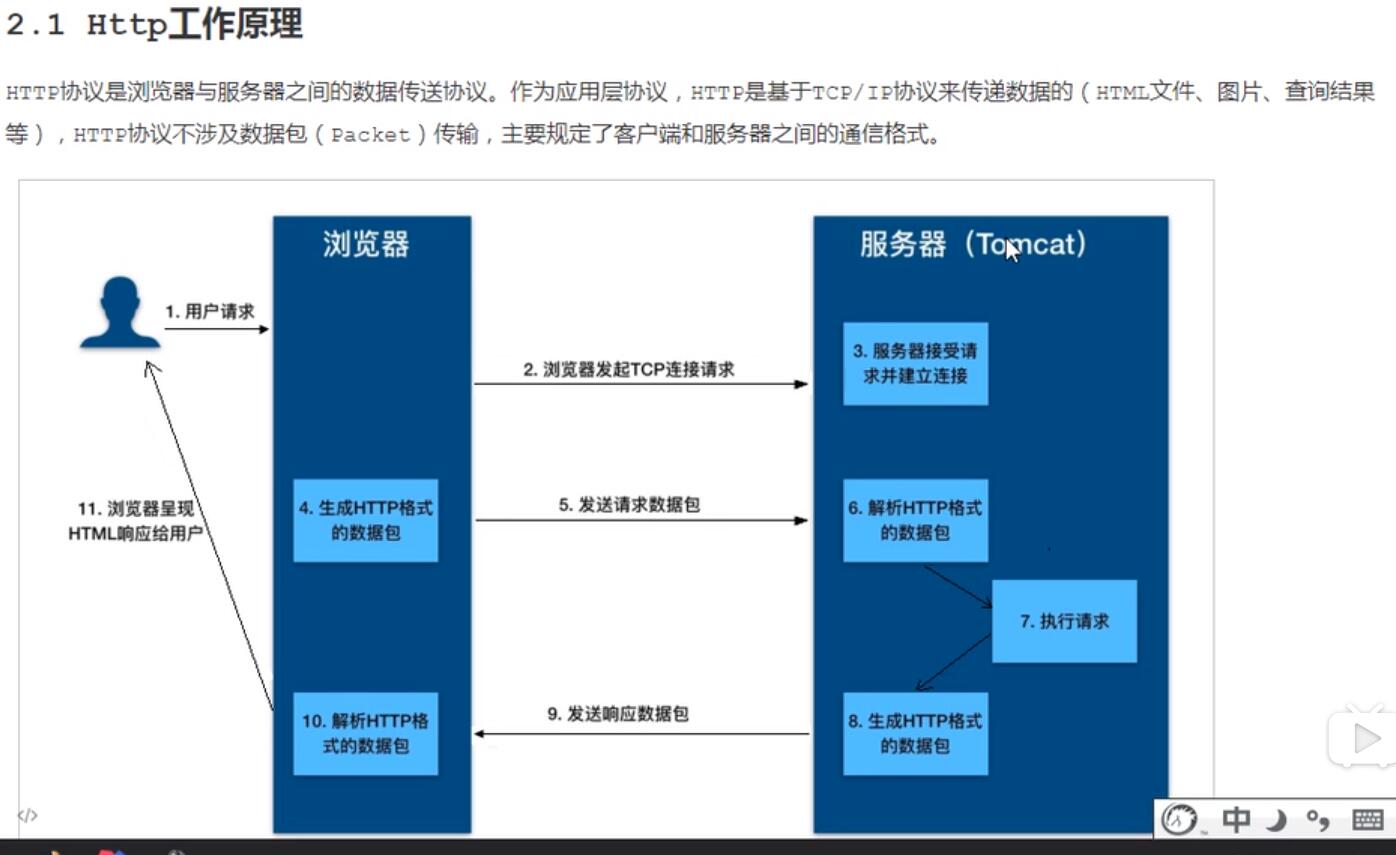 2.1 Http工作原理
HTTP协议是浏览器与服务器之间的数据传送协议。作为应用层协议，HTTP是基于TCP/IP协议来传递数据的（HTML文件、图片、查询结果
等），HTTP协议不涉及数据包（Packet）传输，主要规定了客户端和服务器之间的通信格式。
浏览器
服务器（Tomcat）
1. 用户请求
2. 浏览器发起TCP连接请求
3. 服务器接受请
求并建立连接
4. 生成HTTP格式
的数据包
5. 发送请求数据包
6. 解析HTTP格式
的数据包
7. 执行请求
8. 生成HTTP格式
的数据包
9. 发送响应数据包
10. 解析HTTP格
式的数据包
11. 浏览器呈现
HTML响应给用户
</>
中